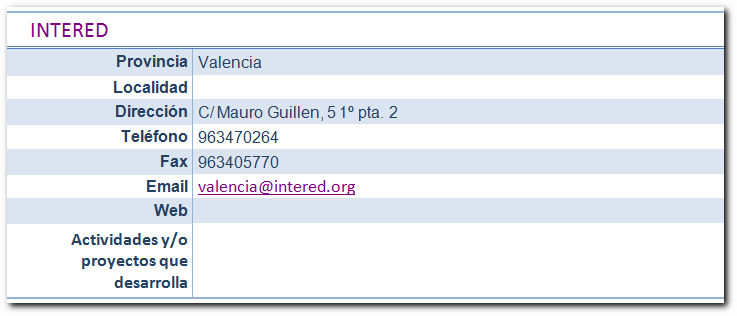 INTERED
Provincia Valencia
Localidad
Dirección C/ Mauro Guillen, 5 1º pta. 2
Teléfono 963470264
Fax 963405770
Email valencia@intered.org
Web
Actividades y/o
proyectos que
desarrolla